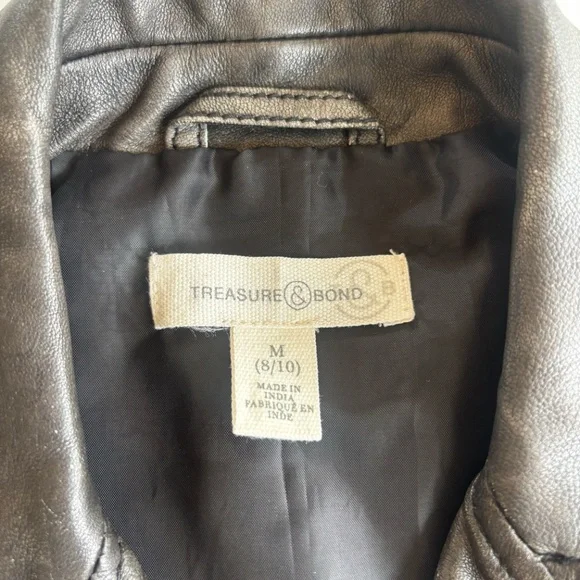 TREASURE & BOND
& B
M
(8/10)
MADE IN
INDIA
FABRIQUÉ EN
INDE